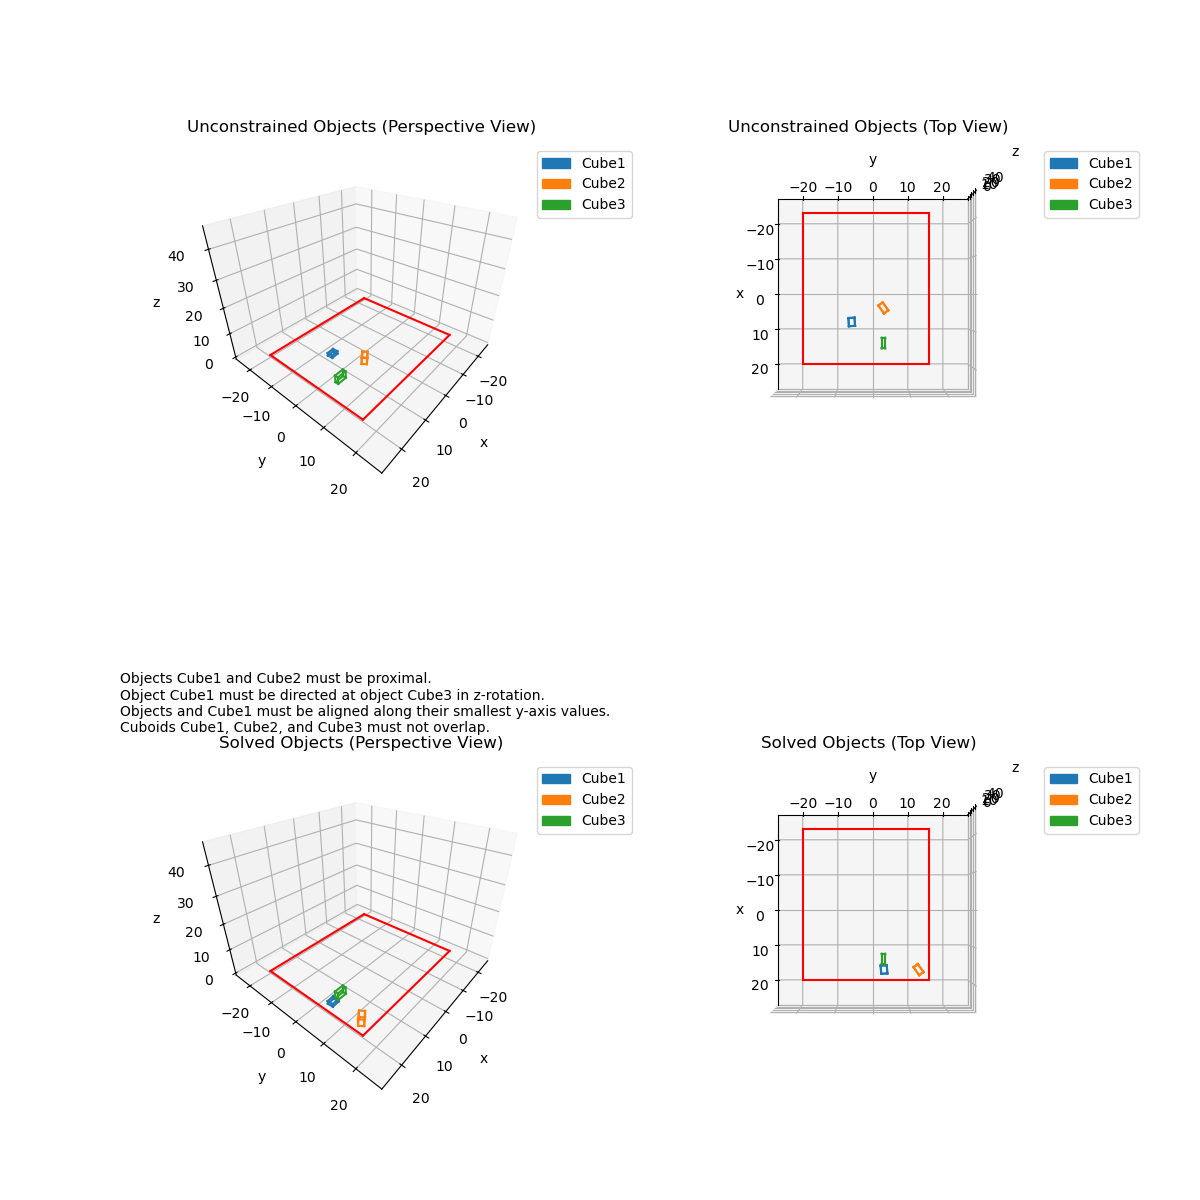 Unconstrained Objects (Perspective View)
Cube1
Cube2
Cube3
40
30
20
10
0
z
−20
−10
0
10
20
y
−20
−10
0
10
20
x
Unconstrained Objects (Top View)
y
z
−20 −10 0 10 20
Cube1
Cube2
Cube3
−20
−10
0
10
20
x
Objects Cube1 and Cube2 must be proximal.
Object Cube1 must be directed at object Cube3 in z-rotation.
Objects and Cube1 must be aligned along their smallest y-axis values.
Cuboids Cube1, Cube2, and Cube3 must not overlap.
Solved Objects (Perspective View)
Cube1
Cube2
Cube3
40
30
20
10
0
z
−20
−10
0
10
20
y
−20
−10
0
10
20
x
Solved Objects (Top View)
y
z
−20 −10 0 10 20
Cube1
Cube2
Cube3
−20
−10
0
10
20
x